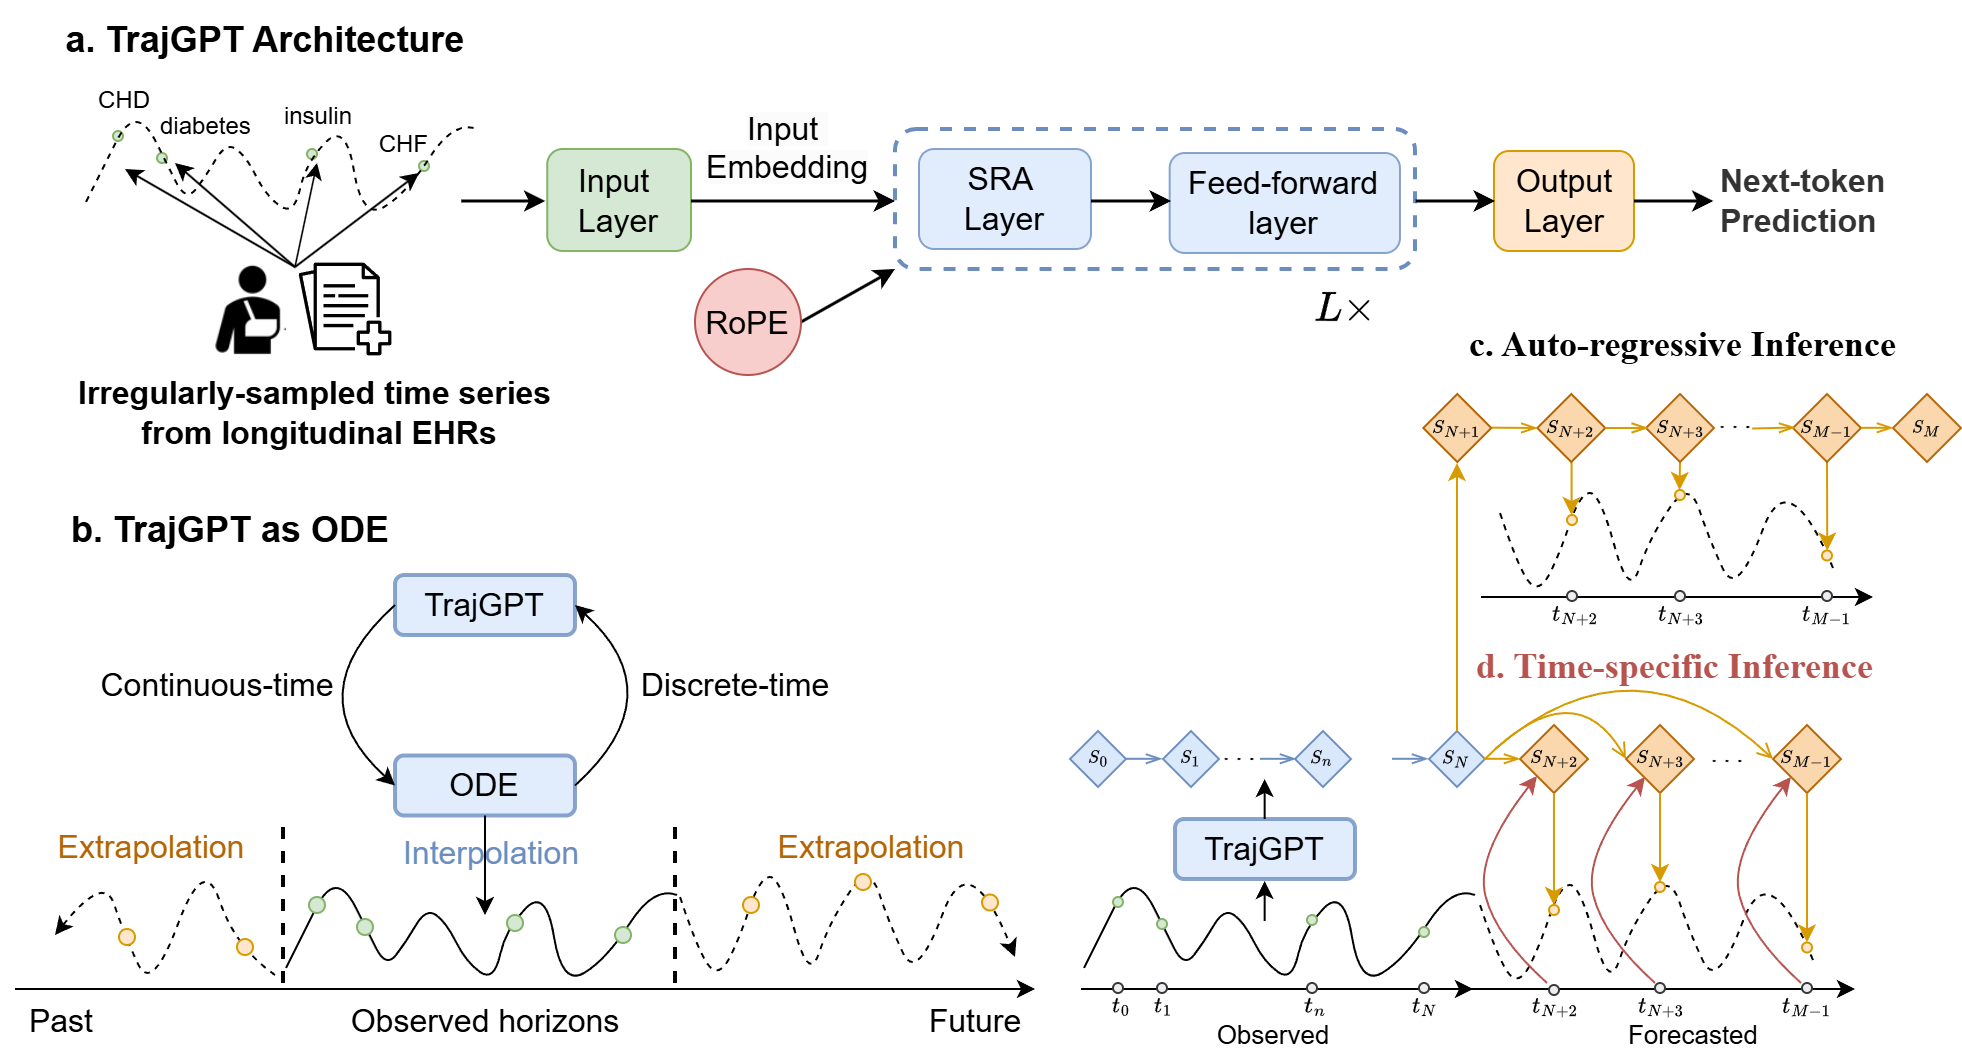 a. TrajGPT Architecture
CHD
diabetes
insulin
CHF
Irregularly-sampled time series
from longitudinal EHRs
Input
Layer
Input
Embedding
RoPE
SRA
Layer
Feed-forward
layer
L×
Output
Layer
Next-token
Prediction
b. TrajGPT as ODE
TrajGPT
Continuous-time
Discrete-time
ODE
Extrapolation
Interpolation
Extrapolation
Past
Observed horizons
Future
c. Auto-regressive Inference
S_{N+1} S_{N+2} S_{N+3} ... S_{M-1} S_M
t_{N+2} t_{N+3} t_{M-1}
d. Time-specific Inference
S_0 S_1 ... S_n S_N S_{N+2} S_{N+3} ... S_{M-1}
TrajGPT
t_0 t_1 t_n t_N t_{N+2} t_{N+3} t_{M-1}
Observed
Forecasted